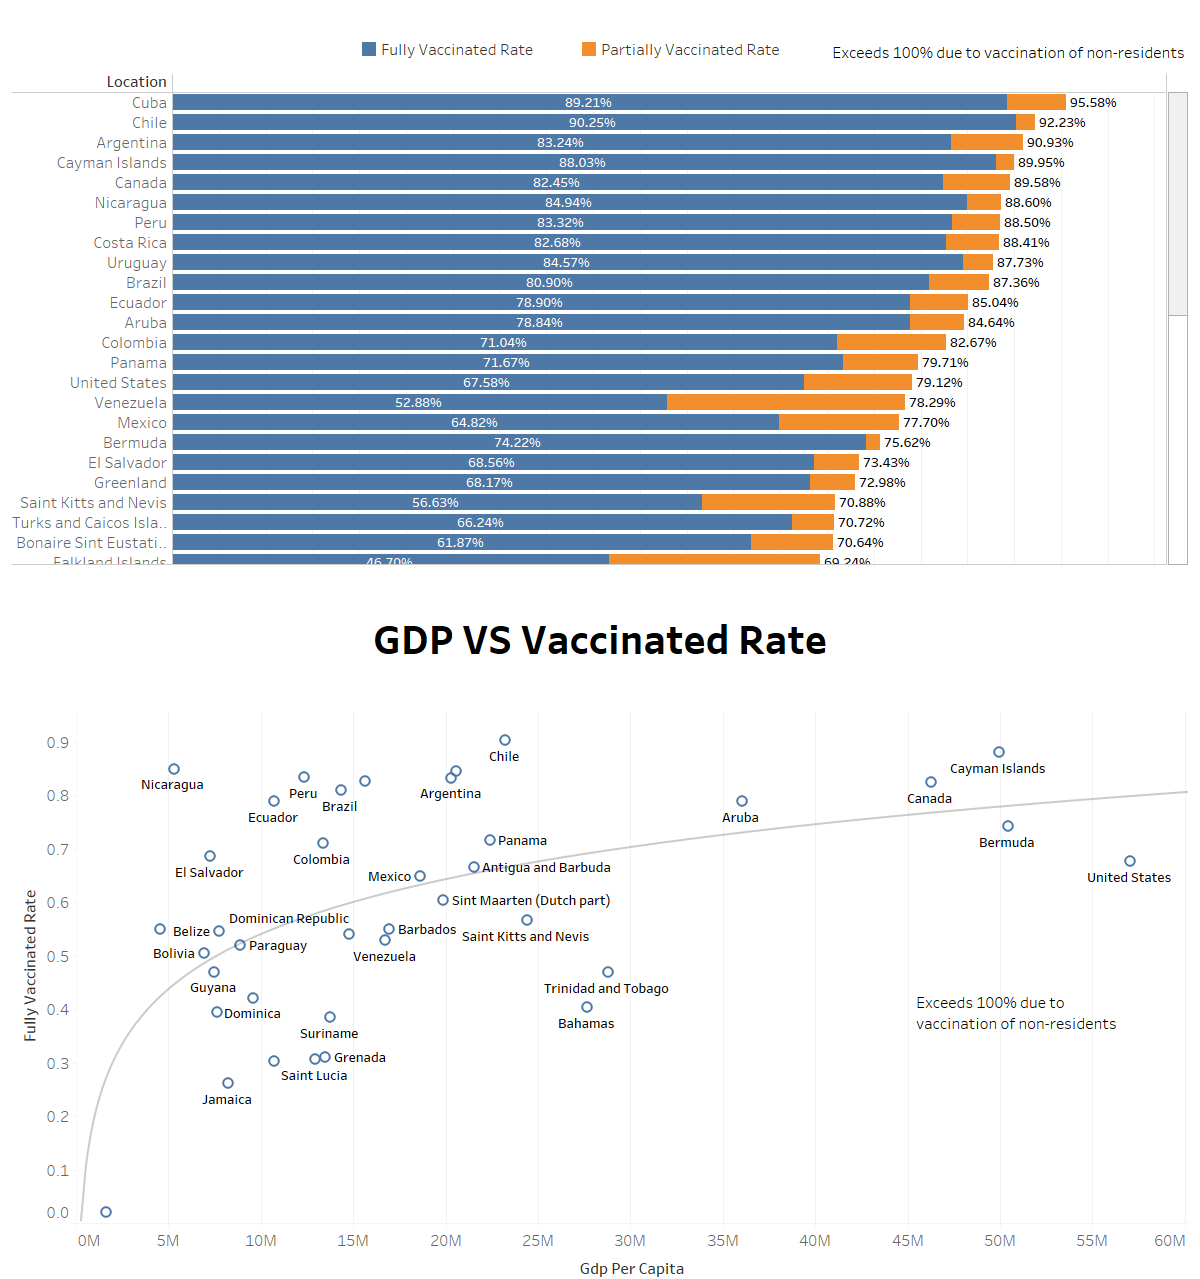 Fully Vaccinated Rate Partially Vaccinated Rate Exceeds 100% due to vaccination of non-residents
Location
Cuba 89.21% 95.58%
Chile 90.25% 92.23%
Argentina 83.24% 90.93%
Cayman Islands 88.03% 89.95%
Canada 82.45% 89.58%
Nicaragua 84.94% 88.60%
Peru 83.32% 88.50%
Costa Rica 82.68% 88.41%
Uruguay 84.57% 87.73%
Brazil 80.90% 87.36%
Ecuador 78.90% 85.04%
Aruba 78.84% 84.64%
Colombia 71.04% 82.67%
Panama 71.67% 79.71%
United States 67.58% 79.12%
Venezuela 52.88% 78.29%
Mexico 64.82% 77.70%
Bermuda 74.22% 75.62%
El Salvador 68.56% 73.43%
Greenland 68.17% 72.98%
Saint Kitts and Nevis 56.63% 70.88%
Turks and Caicos Isla.. 66.24% 70.72%
Bonaire Sint Eustati.. 61.87% 70.64%
Falkland Islands 46.70% 69.24%
GDP VS Vaccinated Rate
Fully Vaccinated Rate
0.9
0.8
0.7
0.6
0.5
0.4
0.3
0.2
0.1
0.0
Chile
Cayman Islands
Nicaragua
Peru
Argentina
Canada
Brazil
Ecuador
Aruba
Panama
Bermuda
Colombia
Antigua and Barbuda
El Salvador
Mexico
United States
Sint Maarten (Dutch part)
Dominican Republic
Belize
Barbados
Saint Kitts and Nevis
Paraguay
Bolivia
Venezuela
Guyana
Trinidad and Tobago
Exceeds 100% due to
vaccination of non-residents
Dominica
Bahamas
Suriname
Grenada
Saint Lucia
Jamaica
0M 5M 10M 15M 20M 25M 30M 35M 40M 45M 50M 55M 60M
Gdp Per Capita